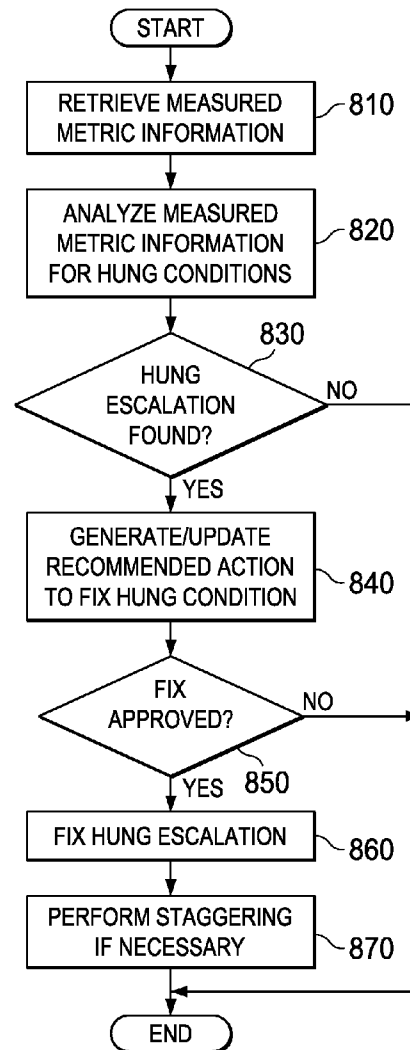 START
RETRIEVE MEASURED
METRIC INFORMATION
810
ANALYZE MEASURED
METRIC INFORMATION
FOR HUNG CONDITIONS
820
830
HUNG
ESCALATION
FOUND?
NO
YES
GENERATE/UPDATE
RECOMMENDED ACTION
TO FIX HUNG CONDITION
840
FIX
APPROVED?
NO
850
YES
FIX HUNG ESCALATION
860
PERFORM STAGGERING
IF NECESSARY
870
END